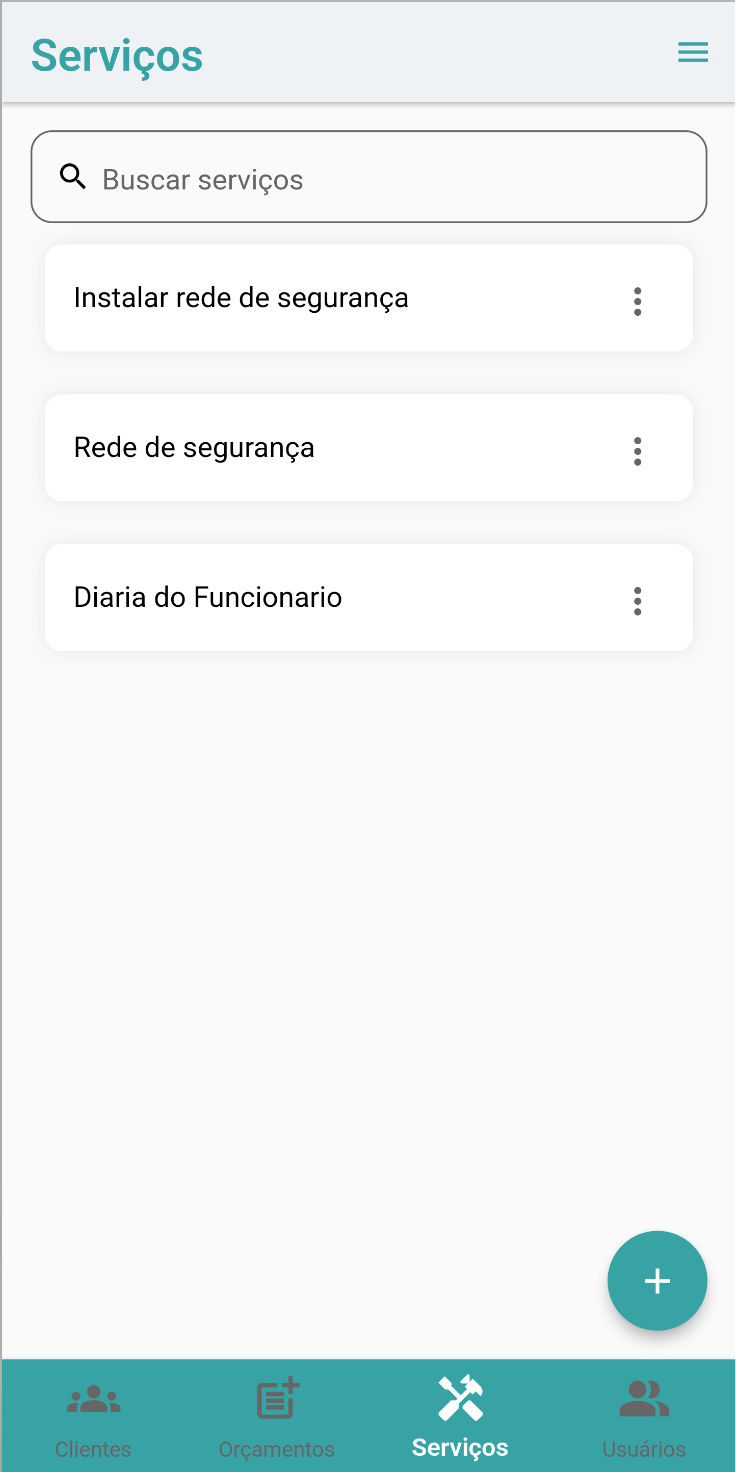 Serviços
Buscar serviços
Instalar rede de segurança
Rede de segurança
Diaria do Funcionario
Clientes
Orçamentos
Serviços
Usuários